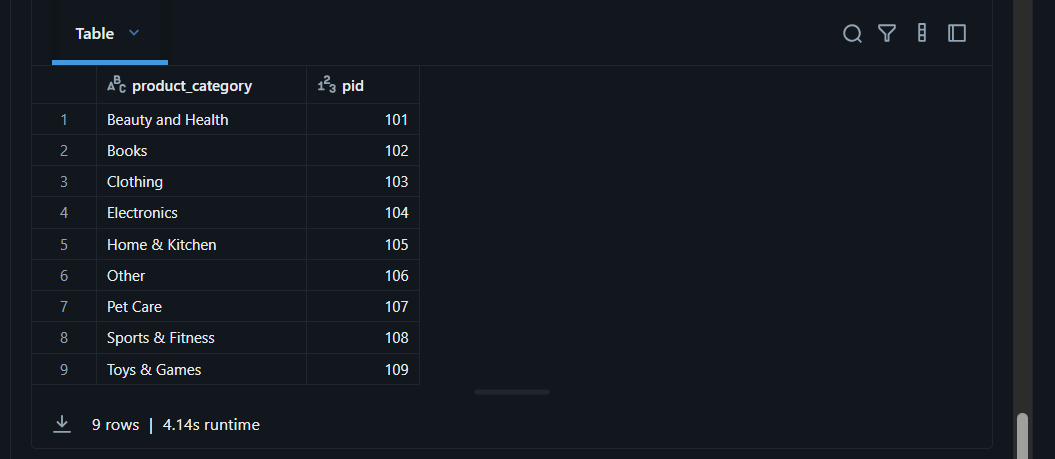 Table
product_category pid
1 Beauty and Health 101
2 Books 102
3 Clothing 103
4 Electronics 104
5 Home & Kitchen 105
6 Other 106
7 Pet Care 107
8 Sports & Fitness 108
9 Toys & Games 109
9 rows | 4.14s runtime